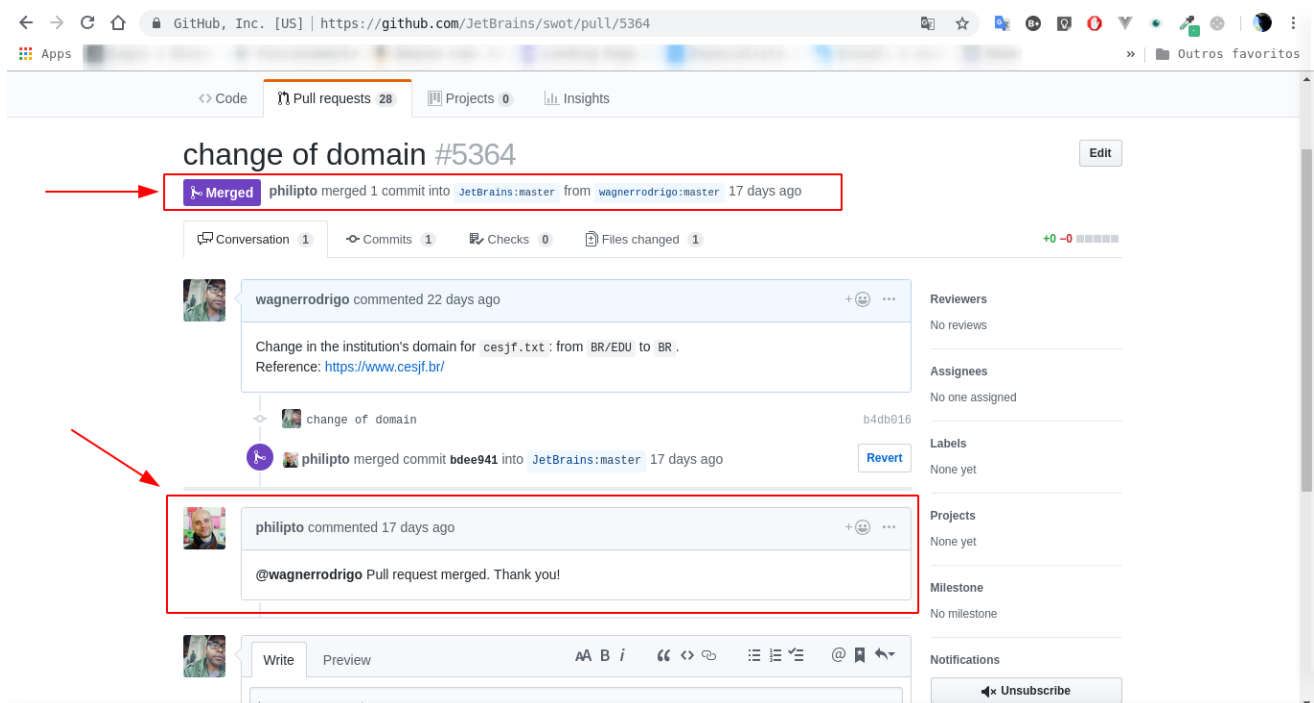 GitHub, Inc. [US] | https://github.com/JetBrains/swot/pull/5364
Apps
» Outros favoritos
Code Pull requests 28 Projects 0 Insights
change of domain #5364
Edit
Merged philipto merged 1 commit into JetBrains:master from wagnerrodrigo:master 17 days ago
Conversation 1 Commits 1 Checks 0 Files changed 1 +0 −0
wagnerrodrigo commented 22 days ago
Change in the institution's domain for cesjf.txt: from BR/EDU to BR.
Reference: https://www.cesjf.br/
change of domain b4db016
philipto merged commit bdee941 into JetBrains:master 17 days ago Revert
philipto commented 17 days ago
@wagnerrodrigo Pull request merged. Thank you!
Write Preview AA B i
Reviewers
No reviews
Assignees
No one assigned
Labels
None yet
Projects
None yet
Milestone
No milestone
Notifications
Unsubscribe